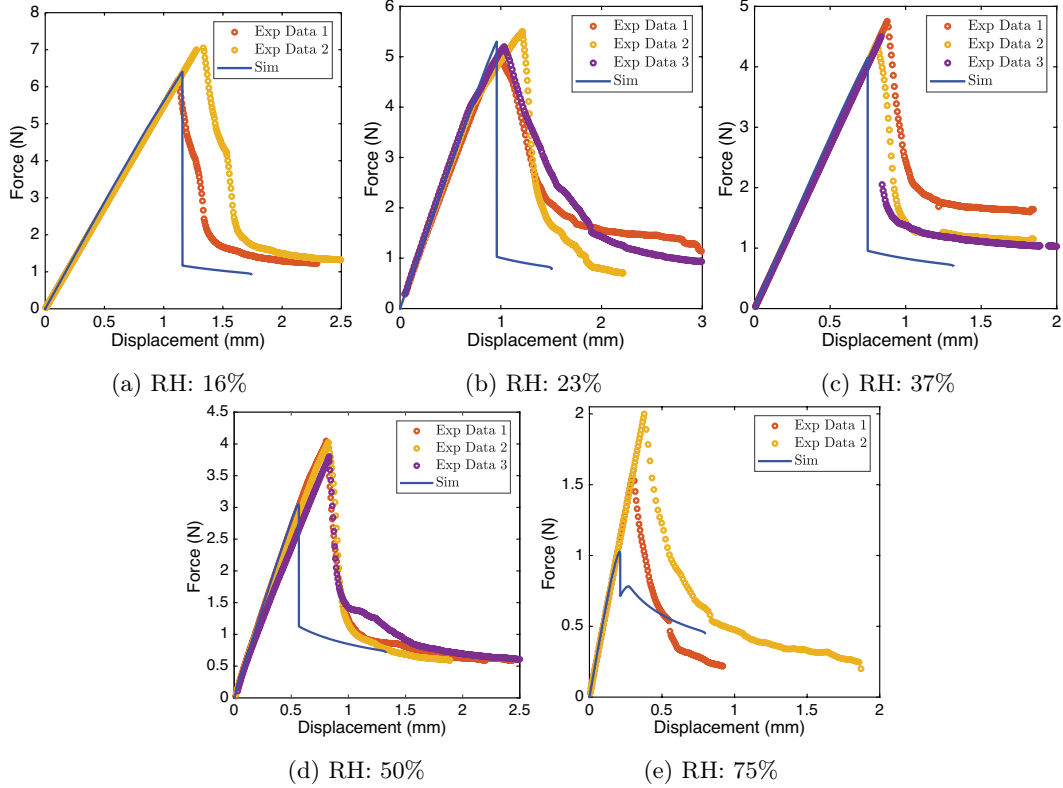 8
7
6
5
4
3
2
1
0
Force (N)
Exp Data 1
Exp Data 2
Sim
0 0.5 1 1.5 2 2.5
Displacement (mm)
(a) RH: 16%
6
5
4
3
2
1
0
Force (N)
Exp Data 1
Exp Data 2
Exp Data 3
Sim
0 1 2 3
Displacement (mm)
(b) RH: 23%
5
4
3
2
1
0
Force (N)
Exp Data 1
Exp Data 2
Exp Data 3
Sim
0 0.5 1 1.5 2
Displacement (mm)
(c) RH: 37%
4.5
4
3.5
3
2.5
2
1.5
1
0.5
0
Force (N)
Exp Data 1
Exp Data 2
Exp Data 3
Sim
0 0.5 1 1.5 2 2.5
Displacement (mm)
(d) RH: 50%
2
1.5
1
0.5
0
Force (N)
Exp Data 1
Exp Data 2
Sim
0 0.5 1 1.5 2
Displacement (mm)
(e) RH: 75%